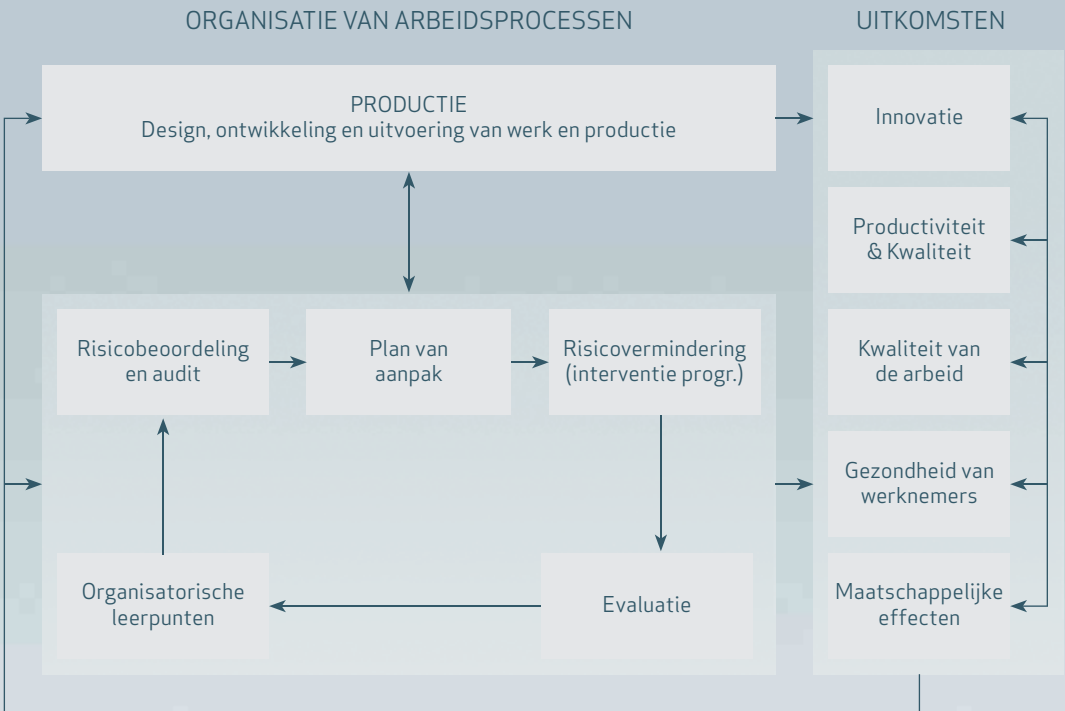 ORGANISATIE VAN ARBEIDSPROCESSEN
UITKOMSTEN
PRODUCTIE
Design, ontwikkeling en uitvoering van werk en productie
Innovatie
Productiviteit
& Kwaliteit
Risicobeoordeling
en audit
Plan van
aanpak
Risicovermindering
(interventie progr.)
Kwaliteit van
de arbeid
Gezondheid van
werknemers
Organisatorische
leerpunten
Evaluatie
Maatschappelijke
effecten